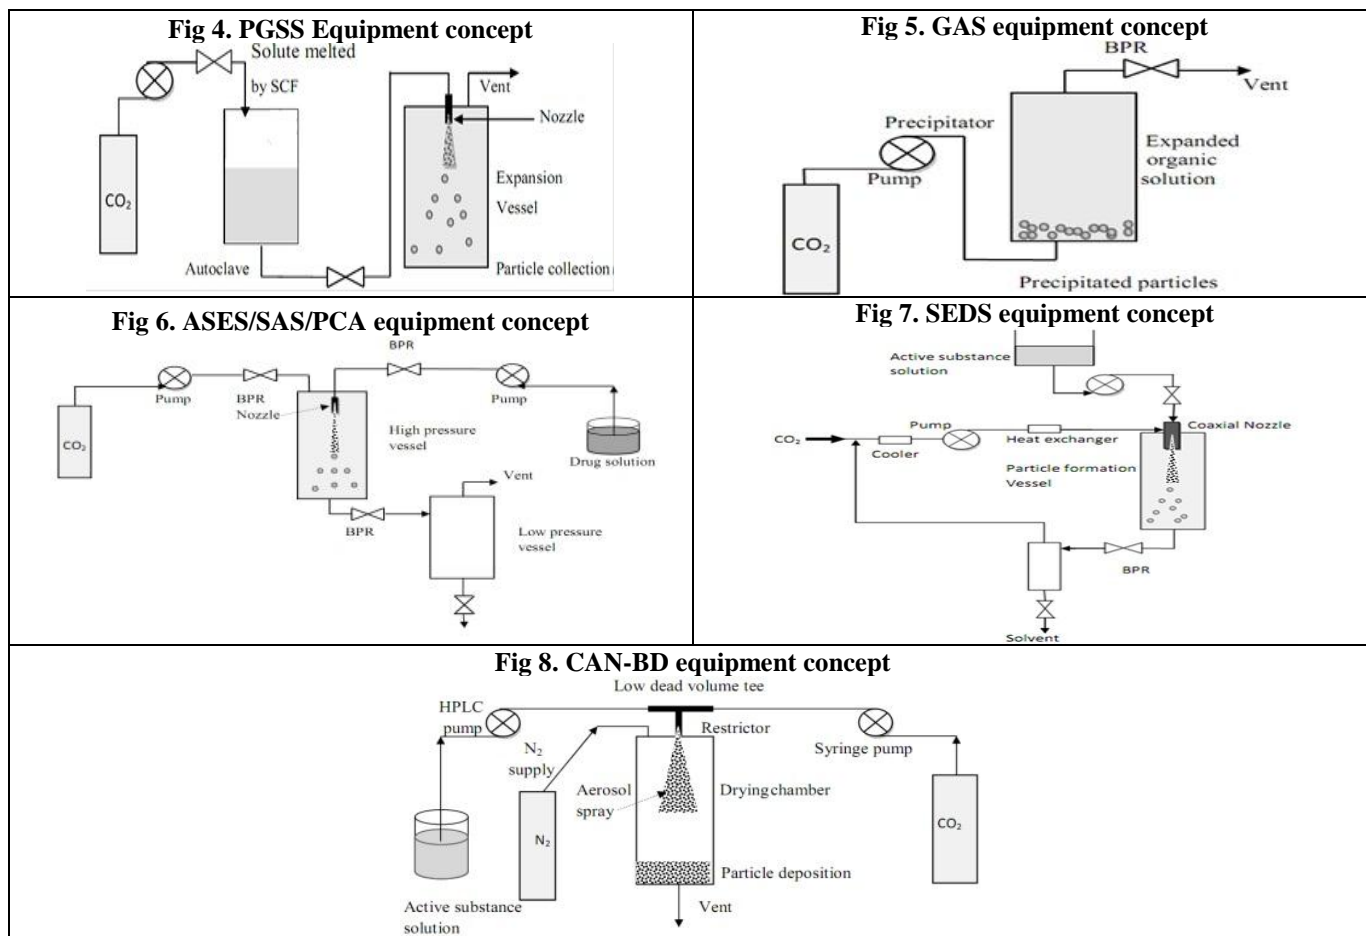 Fig 4. PGSS Equipment concept
Solute melted
by SCF
Vent
Nozzle
Expansion
Vessel
CO₂
Autoclave
Particle collection
Fig 5. GAS equipment concept
BPR
Vent
Precipitator
Pump
Expanded
organic
solution
CO₂
Precipitated particles
Fig 6. ASES/SAS/PCA equipment concept
BPR
Pump
BPR
Nozzle
Pump
CO₂
High pressure
vessel
Drug solution
Vent
BPR
Low pressure
vessel
Fig 7. SEDS equipment concept
Active substance
solution
Pump
Coaxial Nozzle
CO₂
Cooler
Heat exchanger
Particle formation
Vessel
BPR
Solvent
Fig 8. CAN-BD equipment concept
Low dead volume tee
HPLC
pump
Restrictor
N₂
supply
Syringe pump
Aerosol
spray
Drying chamber
N₂
CO₂
Particle deposition
Active substance
solution
Vent